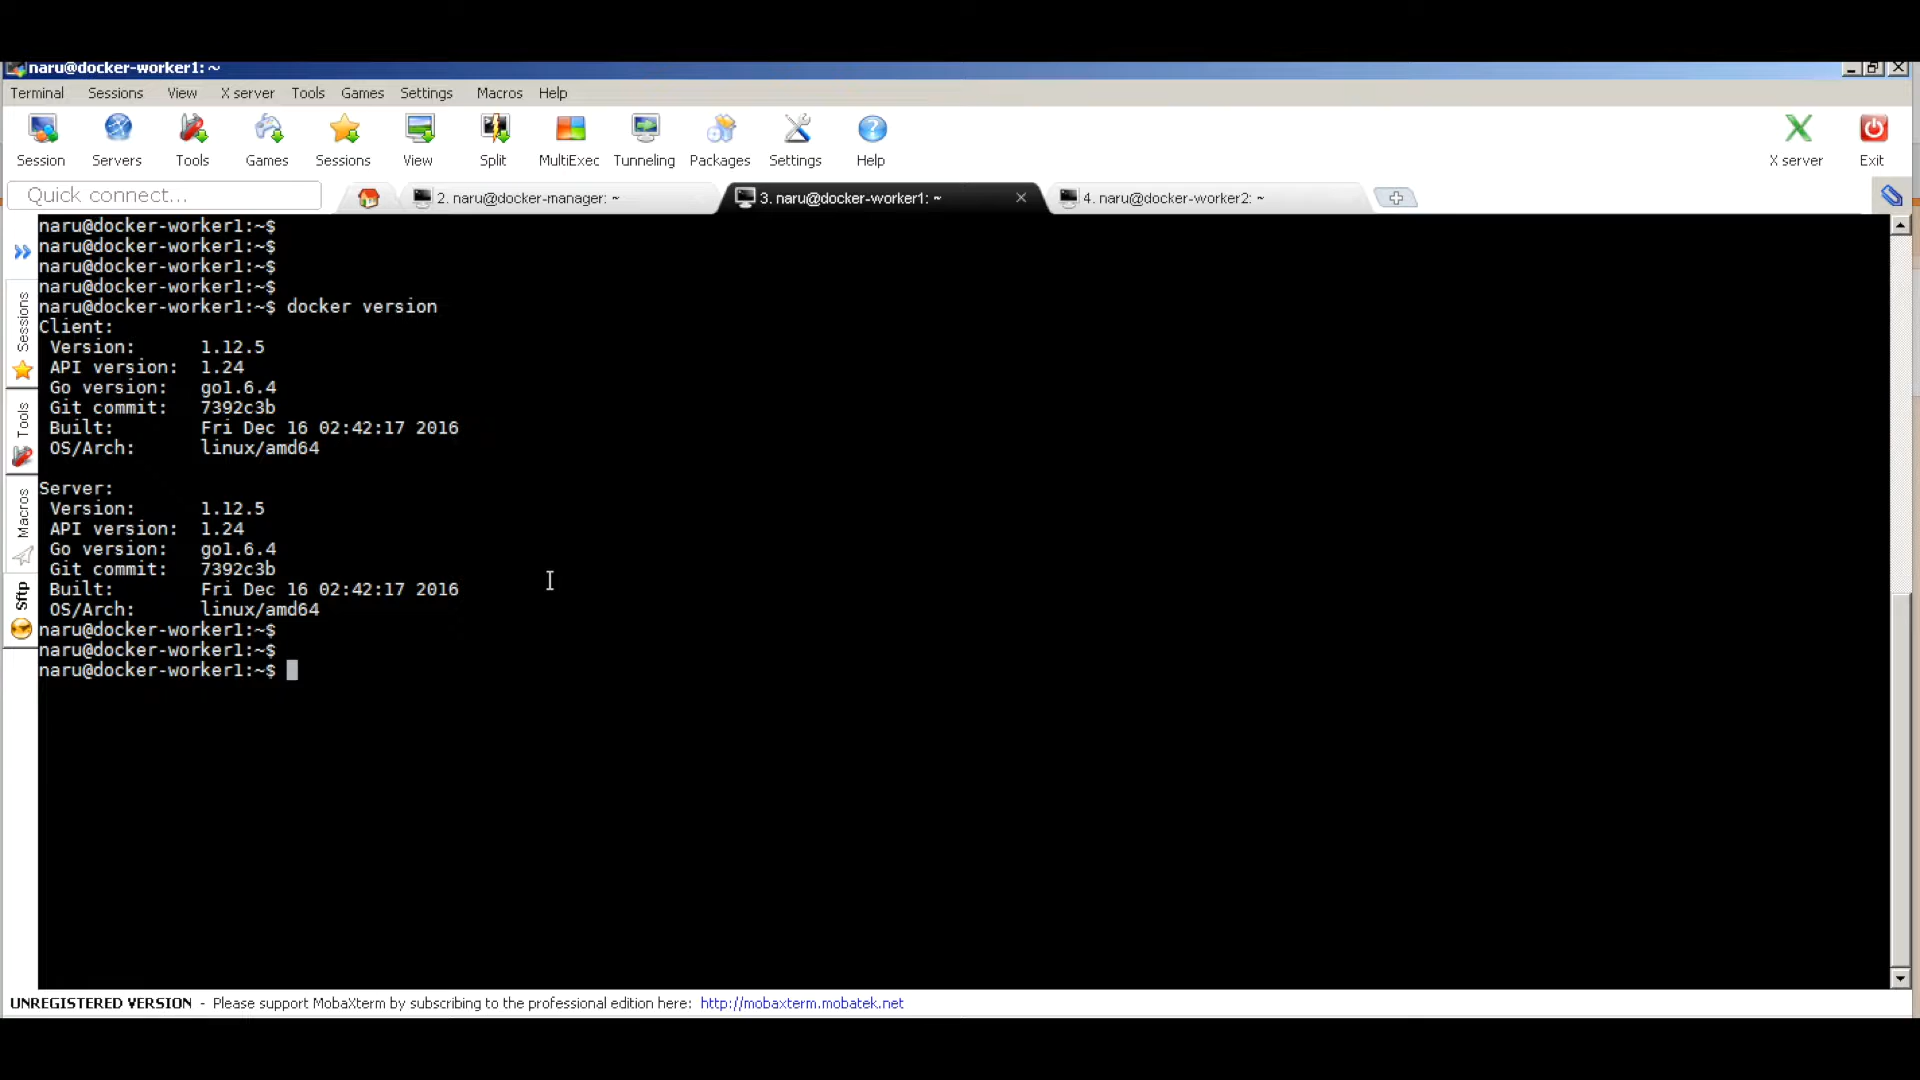 naru@docker-worker1: ~
Terminal Sessions View X server Tools Games Settings Macros Help
Session Servers Tools Games Sessions View Split MultiExec Tunneling Packages Settings Help X server Exit
Quick connect... 2. naru@docker-manager: ~ 3. naru@docker-worker1: ~ 4. naru@docker-worker2: ~
Sessions
Tools
Macros
Sftp
naru@docker-worker1:~$
naru@docker-worker1:~$
naru@docker-worker1:~$
naru@docker-worker1:~$
naru@docker-worker1:~$ docker version
Client:
Version: 1.12.5
API version: 1.24
Go version: go1.6.4
Git commit: 7392c3b
Built: Fri Dec 16 02:42:17 2016
OS/Arch: linux/amd64
Server:
Version: 1.12.5
API version: 1.24
Go version: go1.6.4
Git commit: 7392c3b
Built: Fri Dec 16 02:42:17 2016
OS/Arch: linux/amd64
naru@docker-worker1:~$
naru@docker-worker1:~$
naru@docker-worker1:~$
UNREGISTERED VERSION - Please support MobaXterm by subscribing to the professional edition here: http://mobaxterm.mobatek.net